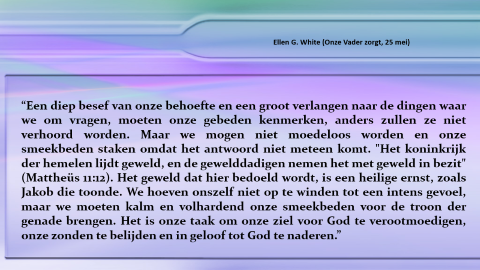 Ellen G. White (Onze Vader zorgt, 25 mei)
“Een diep besef van onze behoefte en een groot verlangen naar de dingen waar
we om vragen, moeten onze gebeden kenmerken, anders zullen ze niet
verhoord worden. Maar we mogen niet moedeloos worden en onze
smeekbeden staken omdat het antwoord niet meteen komt. "Het koninkrijk
der hemelen lijdt geweld, en de gewelddadigen nemen het met geweld in bezit"
(Mattheüs 11:12). Het geweld dat hier bedoeld wordt, is een heilige ernst, zoals
Jakob die toonde. We hoeven onszelf niet op te winden tot een intens gevoel,
maar we moeten kalm en volhardend onze smeekbeden voor de troon der
genade brengen. Het is onze taak om onze ziel voor God te verootmoedigen,
onze zonden te belijden en in geloof tot God te naderen.”